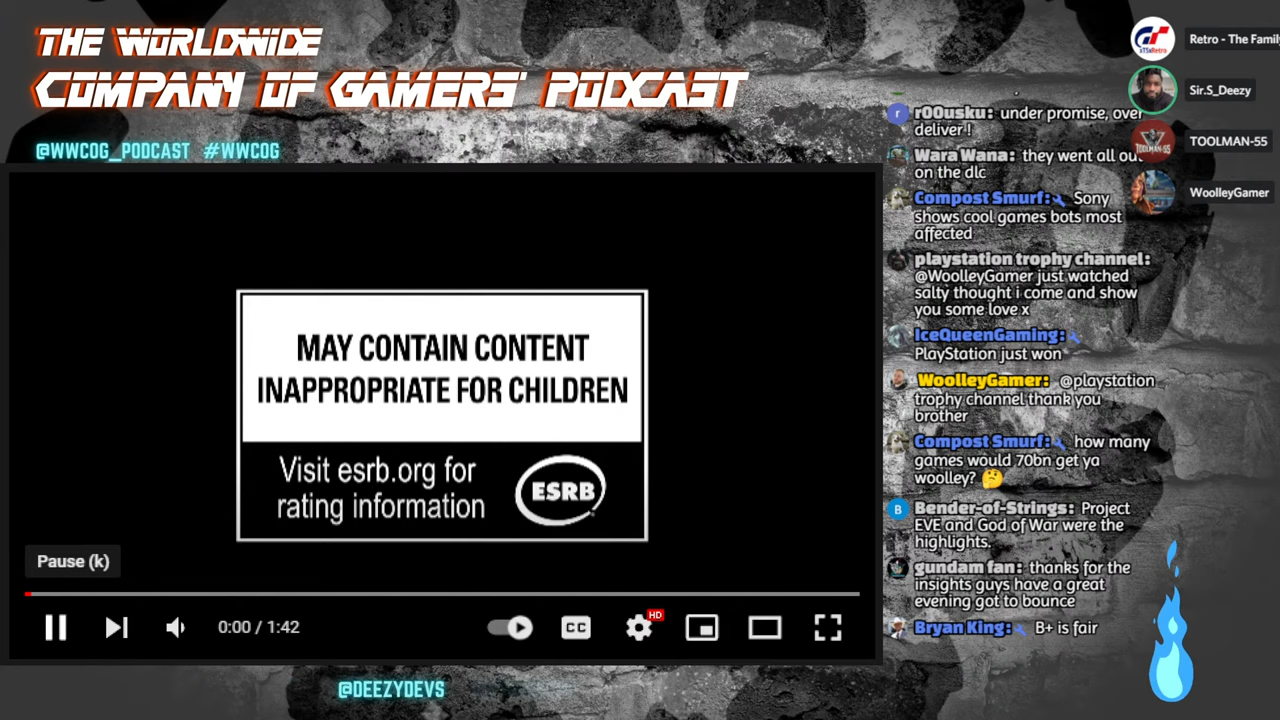 THE WORLDWIDE
COMPANY OF GAMERS' PODCAST
@WWCOG_PODCAST #WWCOG
MAY CONTAIN CONTENT
INAPPROPRIATE FOR CHILDREN
Visit esrb.org for
rating information
ESRB
Pause (k)
0:00 / 1:42
CC
HD
@DEEZYDEVS
r00usku: under promise, over
deliver !
Wara Wana: they went all out
on the dlc
Compost Smurf: Sony
shows cool games bots most
affected
playstation trophy channel:
@WoolleyGamer just watched
salty thought i come and show
you some love x
IceQueenGaming:
PlayStation just won
WoolleyGamer: @playstation
trophy channel thank you
brother
Compost Smurf: how many
games would 70bn get ya
woolley? 🤔
B
Bender-of-Strings: Project
EVE and God of War were the
highlights.
gundam fan: thanks for the
insights guys have a great
evening got to bounce
Bryan King: B+ is fair
r
Retro - The Family
Sir.S_Deezy
TOOLMAN-55
WoolleyGamer